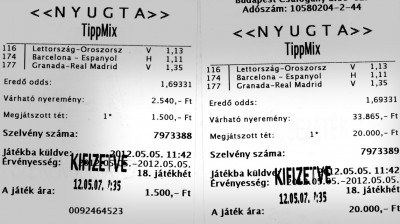 <<NYUGTA>>
TippMix
116 Lettország-Oroszorsz V 1,13
174 Barcelona - Espanyol H 1,11
177 Granada-Real Madrid V 1,35
Eredő odds: 1,69331
Várható nyeremény: 2.540,- Ft
Megjátszott tét: 1* 1.500,- Ft
Szelvény száma: 7973388
Játékba küldve: 2012.05.05. 11:42
Érvényesség: 2012.05.05.-2012.05.05.
18. játékhét
KIFIZETVE
12.05.07. 1:35
A játék ára: 1.500,- Ft
0092464523
Budapest Csalogány
Adószám: 10580204-2-44
<<NYUGTA>>
TippMix
116 Lettország-Oroszorsz V 1,13
174 Barcelona - Espanyol H 1,11
177 Granada-Real Madrid V 1,35
Eredő odds: 1,69331
Várható nyeremény: 33.865,- Ft
Megjátszott tét: 1* 20.000,- Ft
Szelvény száma: 7973389
Játékba küldve: 2012.05.05. 11:42
Érvényesség: 2012.05.05.-2012.05.05.
18. játékhét
KIFIZETVE
12.05.07. 1:35
A játék ára: 20.000,- Ft